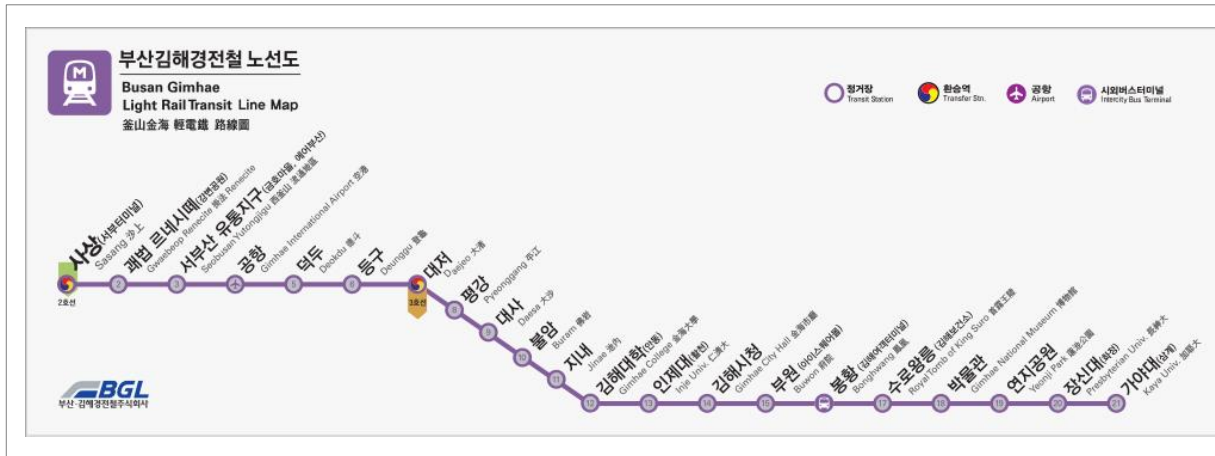 부산김해경전철 노선도
Busan Gimhae
Light Rail Transit Line Map
釜山金海 輕電鐵 路線圖
정거장
Transit Station
환승역
Transfer Stn.
공항
Airport
시외버스터미널
Intercity Bus Terminal
사상(서부터미널)
Sasang 沙上
2호선
괘법 르네시떼(강변공원)
Gwaebeop Renecite 掛法 Renecite
2
서부산 유통지구(금호마을, 에어부산)
Seobusan Yutongjigu 西釜山 流通地區
3
공항
Gimhae International Airport 空港
덕두
Deokdu 德斗
5
등구
Deunggu 登龜
6
대저
Daejeo 大渚
3호선
평강
Pyeonggang 平江
8
대사
Daesa 大沙
9
불암
Buram 佛岩
10
지내
Jinae 池內
11
김해대학(안동)
Gimhae College 金海大學
12
인제대(활천)
Inje Univ. 仁濟大
13
김해시청
Gimhae City Hall 金海市廳
14
부원(아이스퀘어몰)
Buwon 府院
15
봉황(김해여객터미널)
Bonghwang 鳳凰
수로왕릉(김해보건소)
Royal Tomb of King Suro 首露王陵
17
박물관
Gimhae National Museum 博物館
18
연지공원
Yeonji Park 蓮池公園
19
장신대(화정)
Presbyterian Univ. 長神大
20
가야대(삼계)
Kaya Univ. 加耶大
21
BGL
부산-김해경전철주식회사